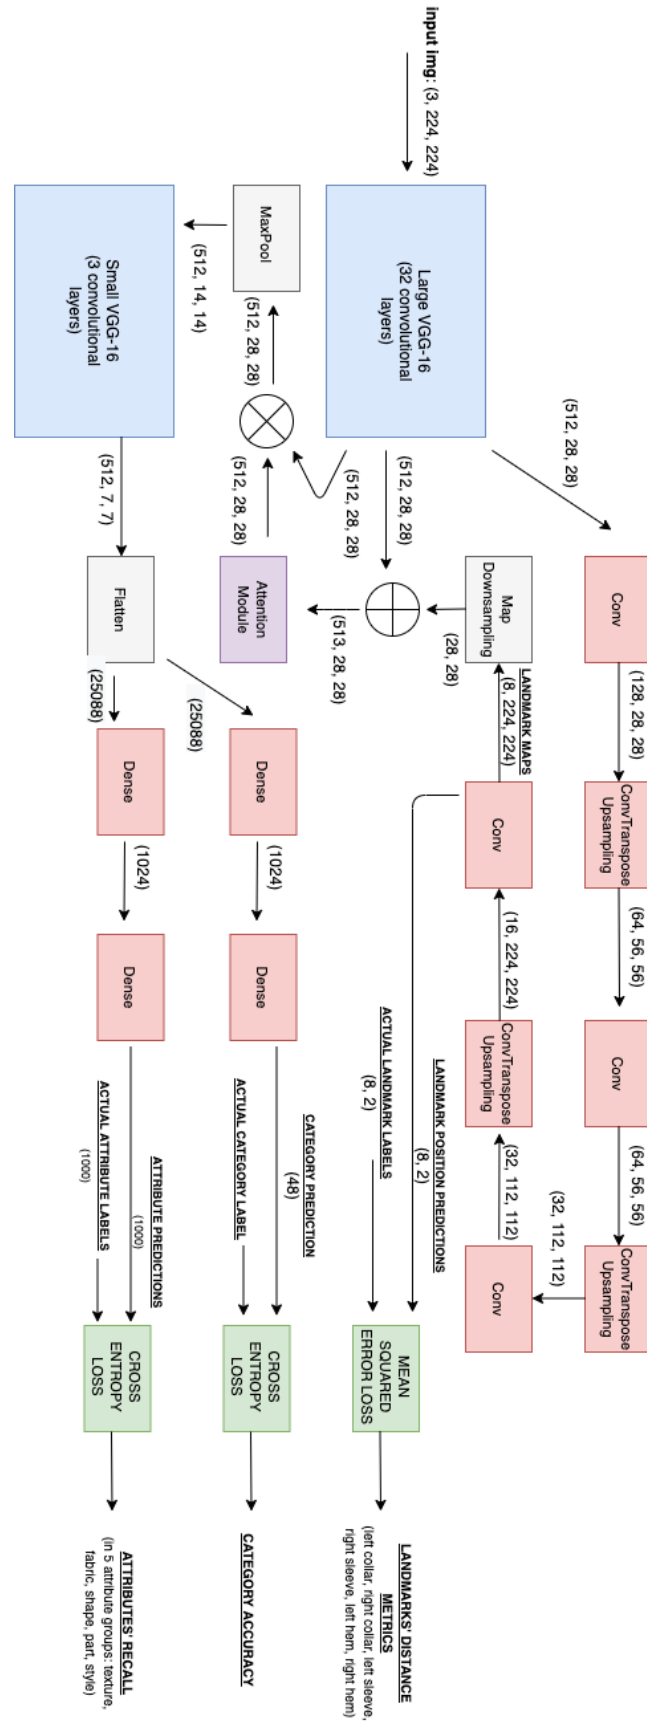 input img: (3, 224, 224)
Large VGG-16
(32 convolutional
layers)
(512, 28, 28)
Conv
(128, 28, 28)
ConvTranspose
Upsampling
(64, 56, 56)
Conv
(64, 56, 56)
ConvTranspose
Upsampling
(32, 112, 112)
Conv
(32, 112, 112)
ConvTranspose
Upsampling
(16, 224, 224)
Conv
LANDMARK MAPS
(8, 224, 224)
Map
Downsampling
(28, 28)
(512, 28, 28)
(512, 28, 28)
(513, 28, 28)
Attention
Module
(512, 28, 28)
(512, 28, 28)
MaxPool
(512, 14, 14)
Small VGG-16
(3 convolutional
layers)
(512, 7, 7)
Flatten
(25088)
(25088)
Dense
(1024)
Dense
Dense
(1024)
Dense
LANDMARK POSITION PREDICTIONS
(8, 2)
ACTUAL LANDMARK LABELS
(8, 2)
MEAN
SQUARED
ERROR LOSS
LANDMARKS' DISTANCE
METRICS
(left collar, right collar, left sleeve,
right sleeve, left hem, right hem)
CATEGORY PREDICTION
(48)
ACTUAL CATEGORY LABEL
CROSS
ENTROPY
LOSS
CATEGORY ACCURACY
ATTRIBUTE PREDICTIONS
(1000)
ACTUAL ATTRIBUTE LABELS
(1000)
CROSS
ENTROPY
LOSS
ATTRIBUTES' RECALL
(in 5 attribute groups: texture,
fabric, shape, part, style)